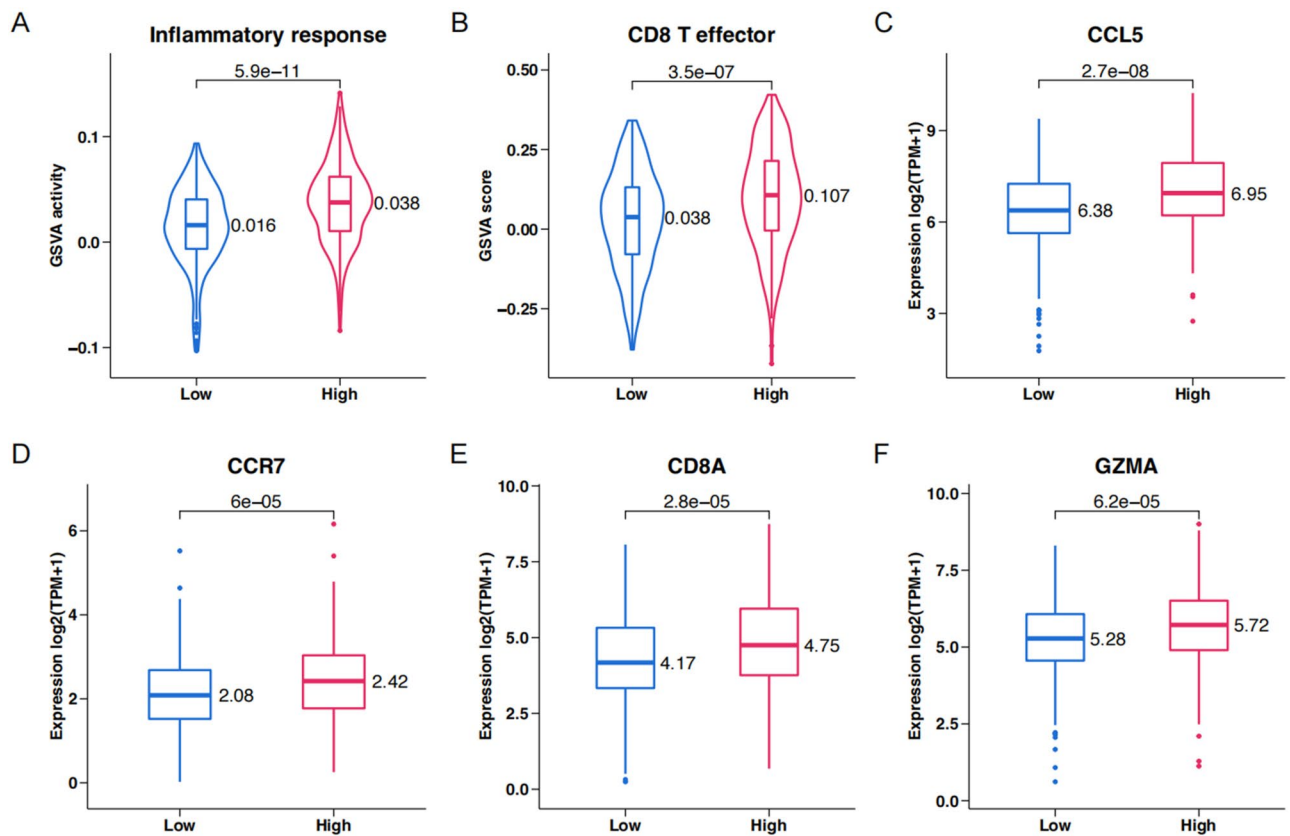 A
Inflammatory response
5.9e−11
GSVA activity
0.1
0.0
−0.1
0.016
0.038
Low
High
B
CD8 T effector
3.5e−07
GSVA score
0.50
0.25
0.00
−0.25
0.038
0.107
Low
High
C
CCL5
2.7e−08
Expression log2(TPM+1)
9
6
3
6.38
6.95
Low
High
D
CCR7
6e−05
Expression log2(TPM+1)
6
4
2
0
2.08
2.42
Low
High
E
CD8A
2.8e−05
Expression log2(TPM+1)
10.0
7.5
5.0
2.5
0.0
4.17
4.75
Low
High
F
GZMA
6.2e−05
Expression log2(TPM+1)
10.0
7.5
5.0
2.5
0.0
5.28
5.72
Low
High